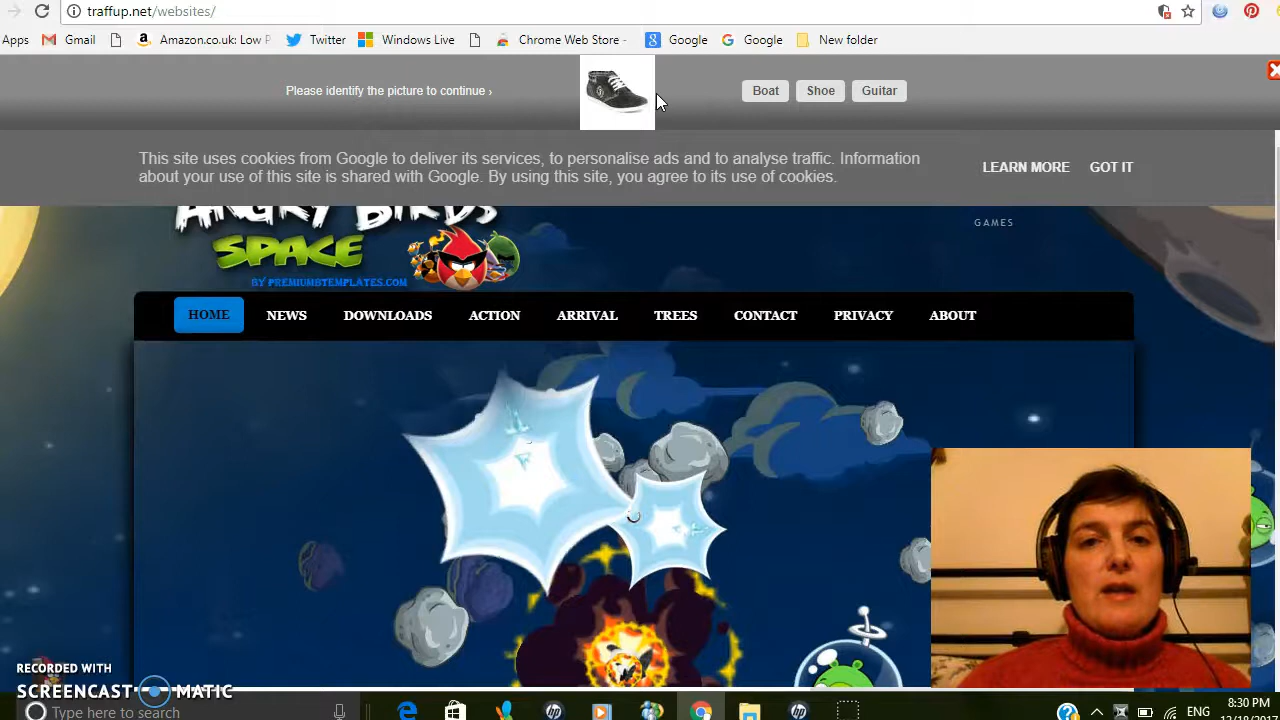 traffup.net/websites/
Apps Gmail Amazon.co.uk: Low P Twitter Windows Live Chrome Web Store - Google Google New folder
Please identify the picture to continue ›
Boat Shoe Guitar
This site uses cookies from Google to deliver its services, to personalise ads and to analyse traffic. Information
about your use of this site is shared with Google. By using this site, you agree to its use of cookies.
LEARN MORE GOT IT
ANGRY BIRDS
SPACE
BY PREMIUMBTEMPLATES.COM
GAMES
HOME NEWS DOWNLOADS ACTION ARRIVAL TREES CONTACT PRIVACY ABOUT
RECORDED WITH
SCREENCAST MATIC
Type here to search
ENG
8:30 PM